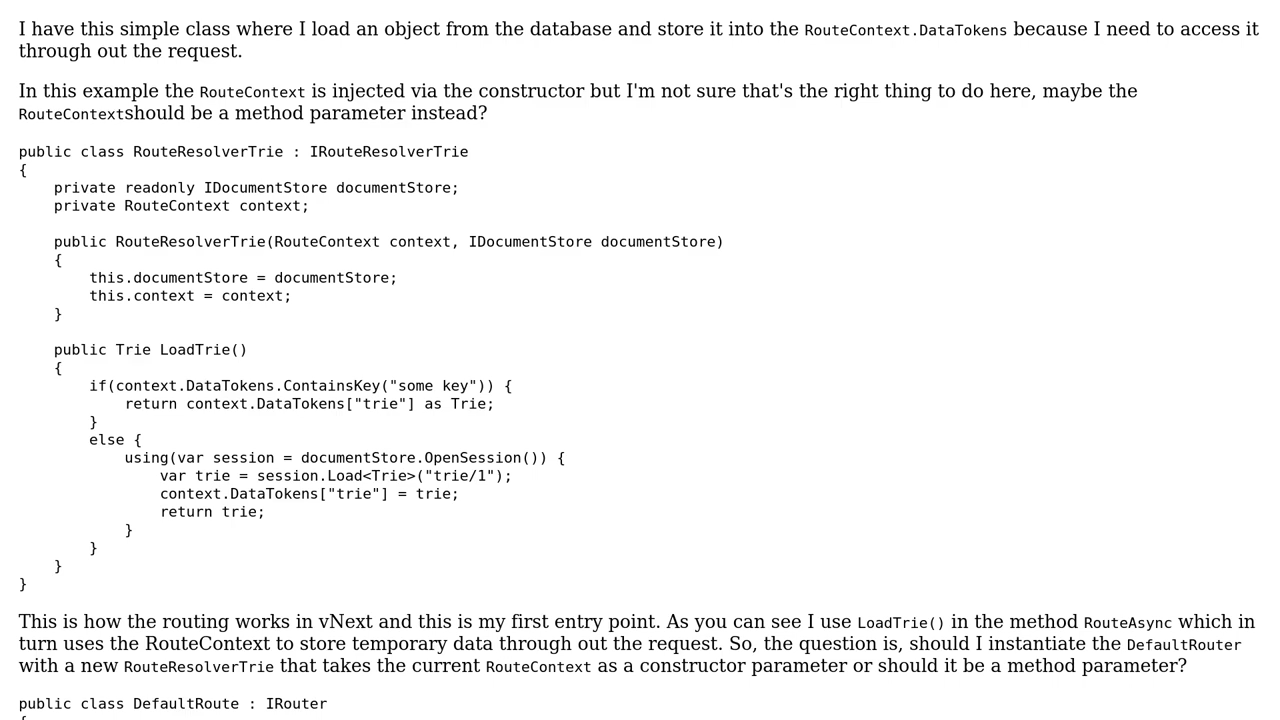 I have this simple class where I load an object from the database and store it into the RouteContext.DataTokens because I need to access it
through out the request.
In this example the RouteContext is injected via the constructor but I'm not sure that's the right thing to do here, maybe the
RouteContextshould be a method parameter instead?
public class RouteResolverTrie : IRouteResolverTrie
{
    private readonly IDocumentStore documentStore;
    private RouteContext context;
    public RouteResolverTrie(RouteContext context, IDocumentStore documentStore)
    {
        this.documentStore = documentStore;
        this.context = context;
    }
    public Trie LoadTrie()
    {
        if(context.DataTokens.ContainsKey("some key")) {
            return context.DataTokens["trie"] as Trie;
        }
        else {
            using(var session = documentStore.OpenSession()) {
                var trie = session.Load<Trie>("trie/1");
                context.DataTokens["trie"] = trie;
                return trie;
            }
        }
    }
}
This is how the routing works in vNext and this is my first entry point. As you can see I use LoadTrie() in the method RouteAsync which in
turn uses the RouteContext to store temporary data through out the request. So, the question is, should I instantiate the DefaultRouter
with a new RouteResolverTrie that takes the current RouteContext as a constructor parameter or should it be a method parameter?
public class DefaultRoute : IRouter
{